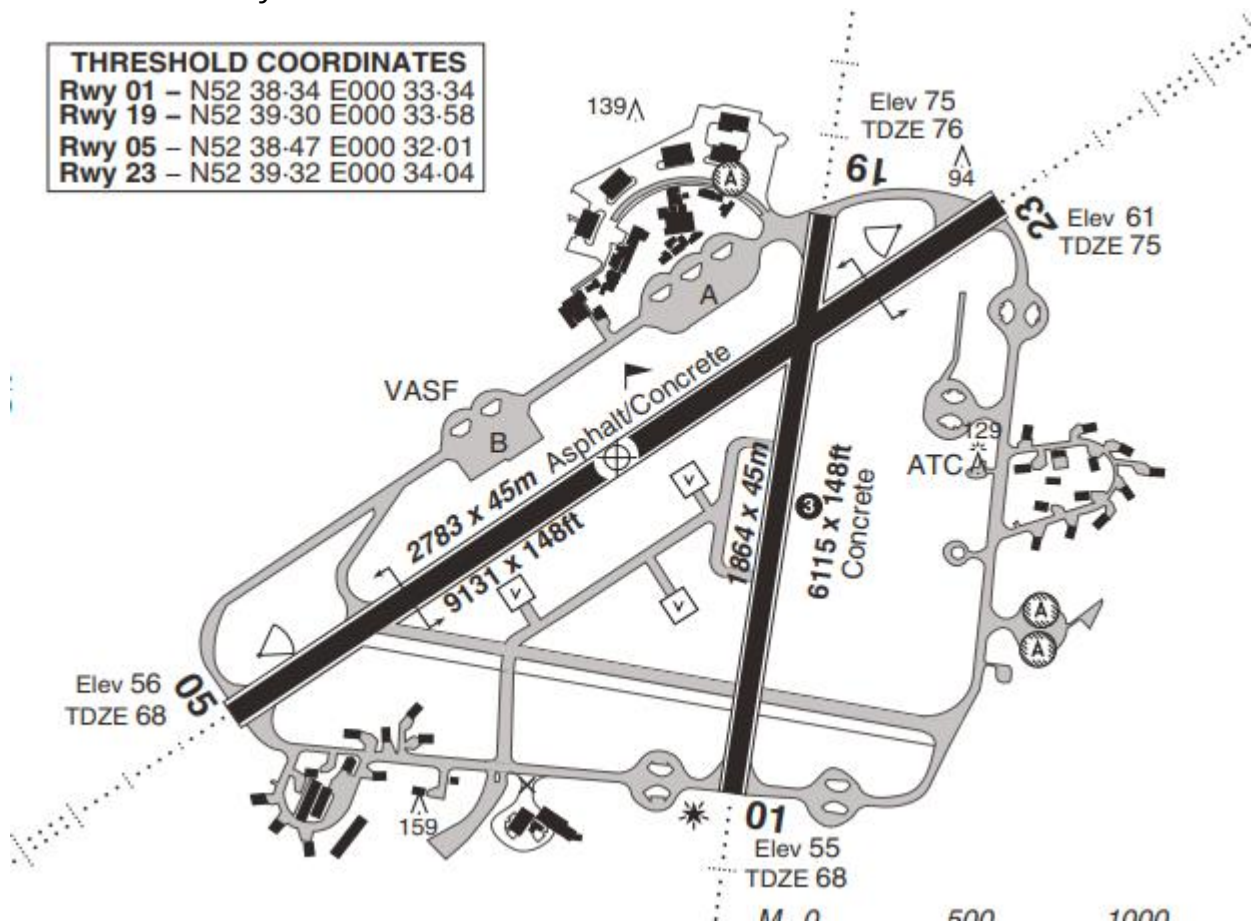 THRESHOLD COORDINATES
Rwy 01 – N52 38·34 E000 33·34
Rwy 19 – N52 39·30 E000 33·58
Rwy 05 – N52 38·47 E000 32·01
Rwy 23 – N52 39·32 E000 34·04
139
Elev 75
TDZE 76
19
94
A
23
Elev 61
TDZE 75
A
VASF
B
2783 x 45m Asphalt/Concrete
9131 x 148ft
129
ATC
3
1864 x 45m
6115 x 148ft
Concrete
A
A
Elev 56
TDZE 68
05
159
01
Elev 55
TDZE 68
M 0 500 1000